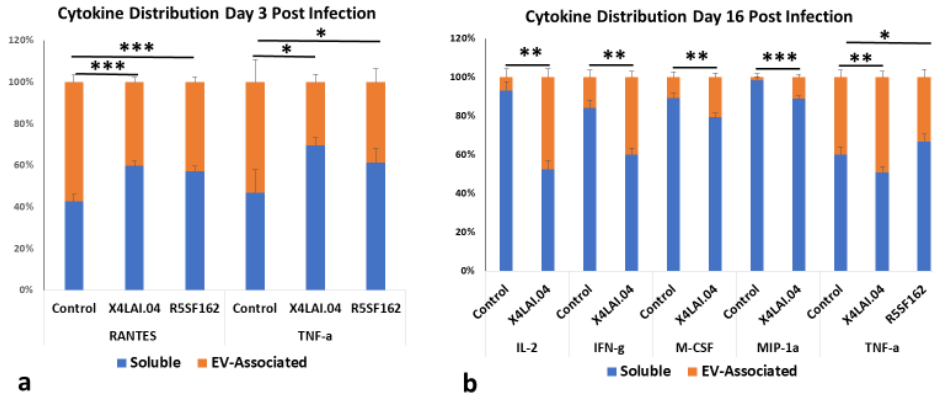 Cytokine Distribution Day 3 Post Infection
120%
100%
80%
60%
40%
20%
0%
***
***
*
*
Control X4LAI.04 R5SF162 Control X4LAI.04 R5SF162
RANTES TNF-a
Soluble EV-Associated
a
Cytokine Distribution Day 16 Post Infection
120%
100%
80%
60%
40%
20%
0%
** ** ** *** ** *
Control X4LAI.04 Control X4LAI.04 Control X4LAI.04 Control X4LAI.04 Control X4LAI.04 R5SF162
IL-2 IFN-g M-CSF MIP-1a TNF-a
Soluble EV-Associated
b